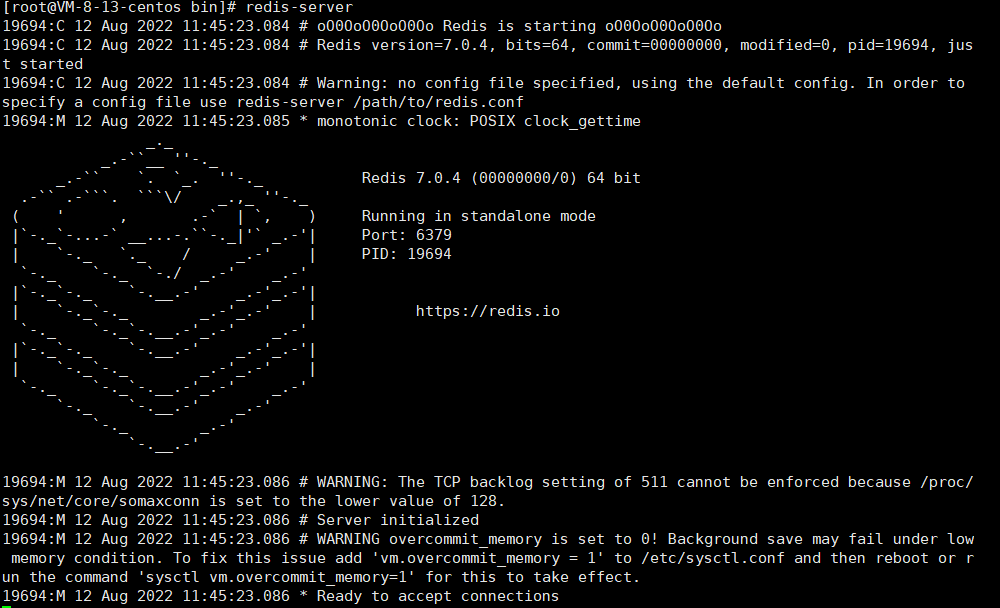 [root@VM-8-13-centos bin]# redis-server
19694:C 12 Aug 2022 11:45:23.084 # oO0OoO0OoO0Oo Redis is starting oO0OoO0OoO0Oo
19694:C 12 Aug 2022 11:45:23.084 # Redis version=7.0.4, bits=64, commit=00000000, modified=0, pid=19694, jus
t started
19694:C 12 Aug 2022 11:45:23.084 # Warning: no config file specified, using the default config. In order to
specify a config file use redis-server /path/to/redis.conf
19694:M 12 Aug 2022 11:45:23.085 * monotonic clock: POSIX clock_gettime
Redis 7.0.4 (00000000/0) 64 bit
Running in standalone mode
Port: 6379
PID: 19694
https://redis.io
19694:M 12 Aug 2022 11:45:23.086 # WARNING: The TCP backlog setting of 511 cannot be enforced because /proc/
sys/net/core/somaxconn is set to the lower value of 128.
19694:M 12 Aug 2022 11:45:23.086 # Server initialized
19694:M 12 Aug 2022 11:45:23.086 # WARNING overcommit_memory is set to 0! Background save may fail under low
 memory condition. To fix this issue add 'vm.overcommit_memory = 1' to /etc/sysctl.conf and then reboot or r
un the command 'sysctl vm.overcommit_memory=1' for this to take effect.
19694:M 12 Aug 2022 11:45:23.086 * Ready to accept connections